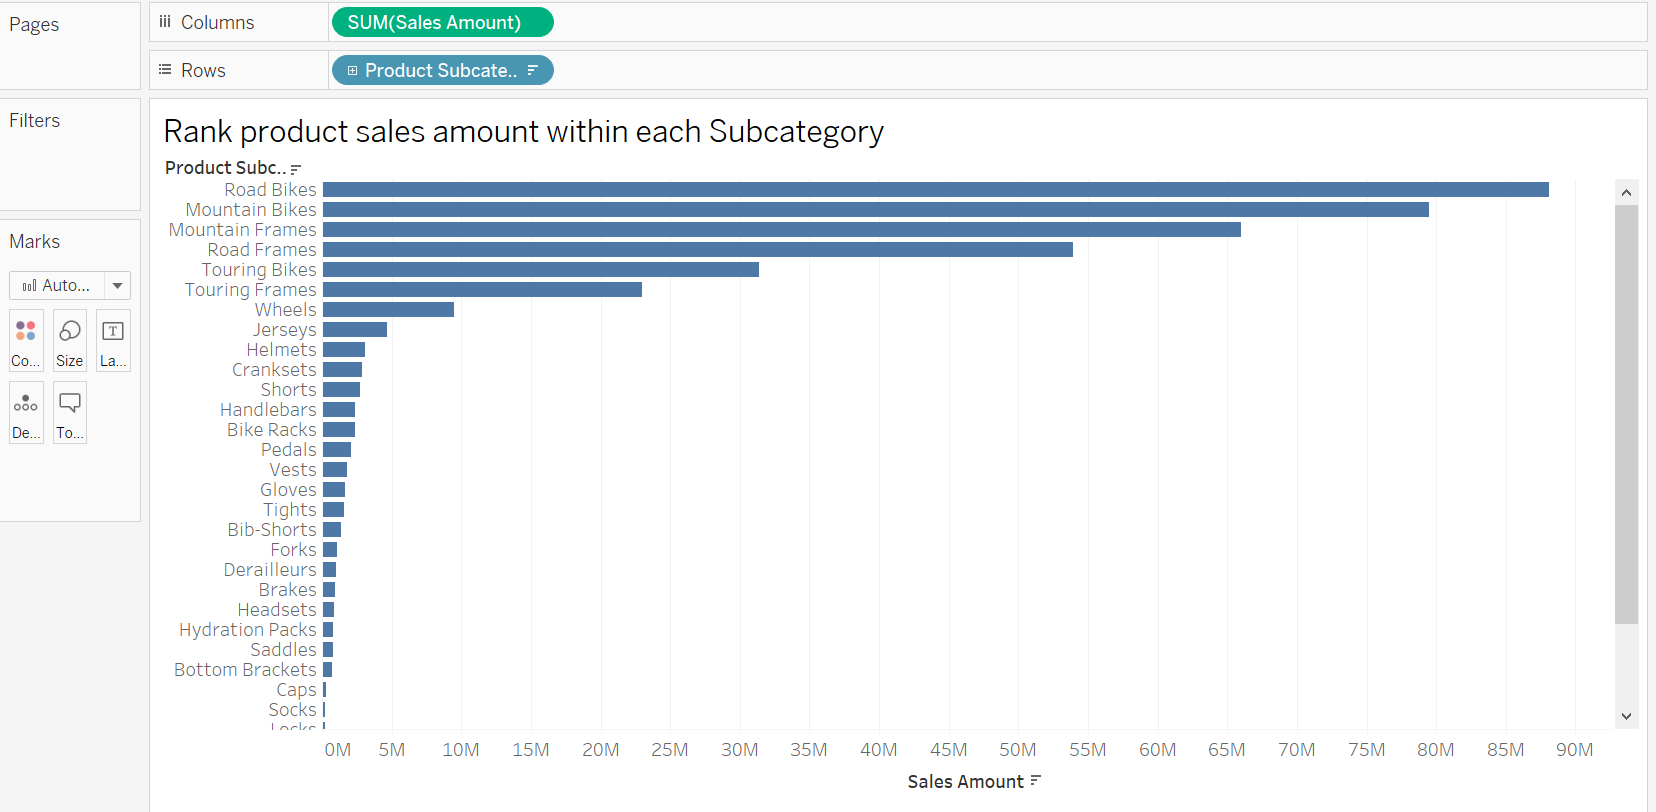 Pages
Columns
SUM(Sales Amount)
Rows
Product Subcate..
Filters
Marks
Auto...
Co...
Size
La...
De...
To...
Rank product sales amount within each Subcategory
Product Subc..
Road Bikes
Mountain Bikes
Mountain Frames
Road Frames
Touring Bikes
Touring Frames
Wheels
Jerseys
Helmets
Cranksets
Shorts
Handlebars
Bike Racks
Pedals
Vests
Gloves
Tights
Bib-Shorts
Forks
Derailleurs
Brakes
Headsets
Hydration Packs
Saddles
Bottom Brackets
Caps
Socks
Locks
0M 5M 10M 15M 20M 25M 30M 35M 40M 45M 50M 55M 60M 65M 70M 75M 80M 85M 90M
Sales Amount